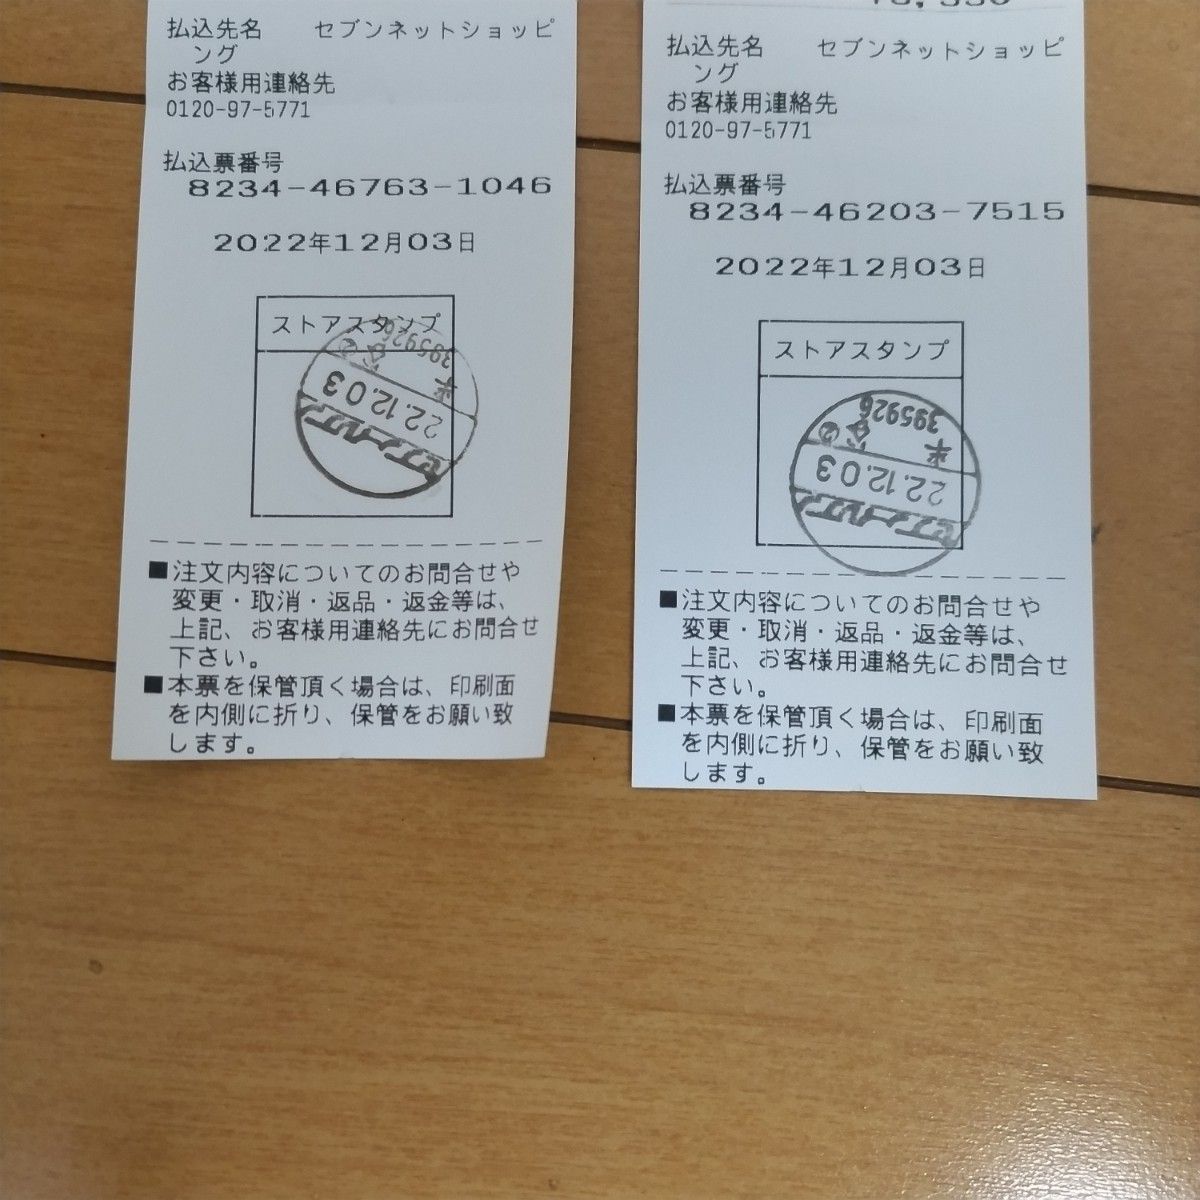 払込先名 セブンネットショッピ
ング
お客様用連絡先
0120-97-5771
払込票番号
8234-46763-1046
2022年12月03日
ストアスタンプ
395926
22.12.03
■注文内容についてのお問合せや
変更・取消・返品・返金等は、
上記、お客様用連絡先にお問合せ
下さい。
■本票を保管頂く場合は、印刷面
を内側に折り、保管をお願い致
します。
払込先名 セブンネットショッピ
ング
お客様用連絡先
0120-97-5771
払込票番号
8234-46203-7515
2022年12月03日
ストアスタンプ
395926
22.12.03
■注文内容についてのお問合せや
変更・取消・返品・返金等は、
上記、お客様用連絡先にお問合せ
下さい。
■本票を保管頂く場合は、印刷面
を内側に折り、保管をお願い致
します。